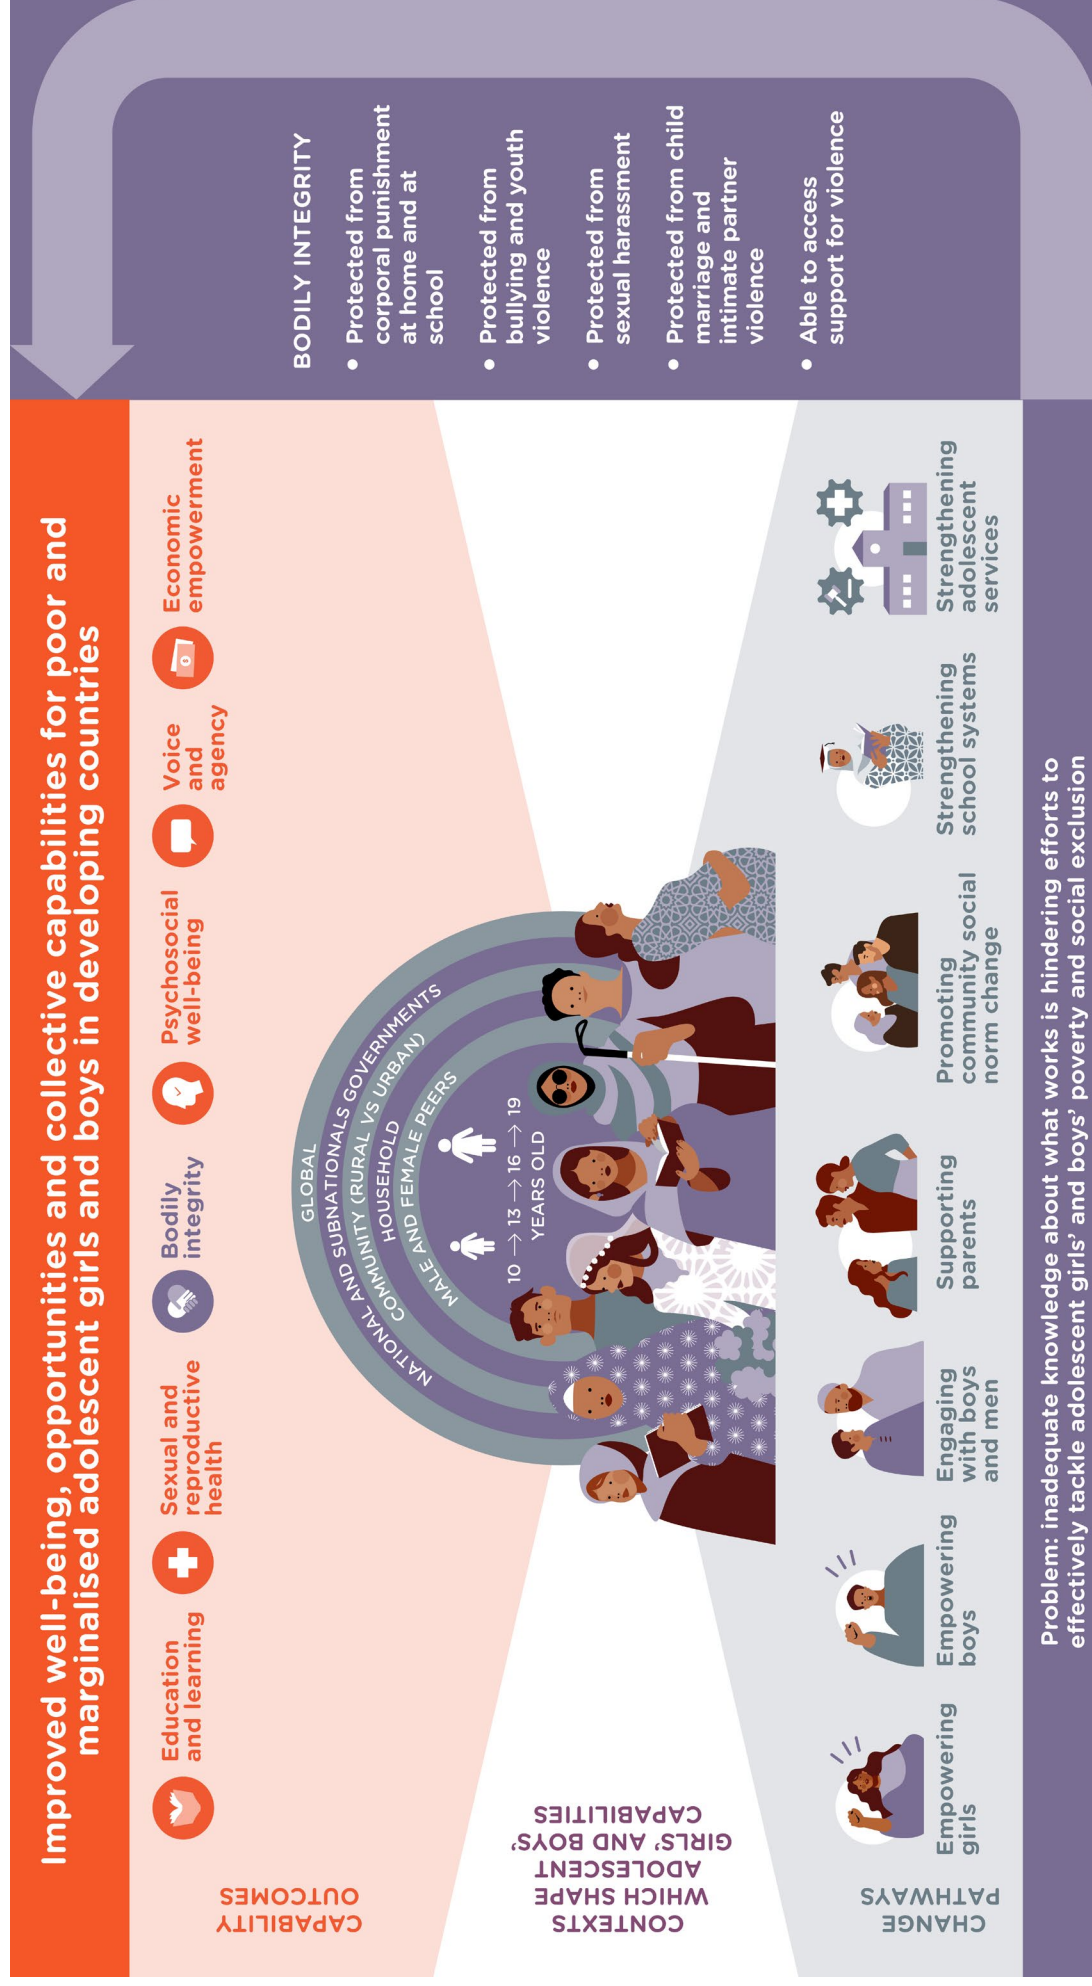 Improved well-being, opportunities and collective capabilities for poor and
marginalised adolescent girls and boys in developing countries
CAPABILITY
OUTCOMES
Education
and learning
Sexual and
reproductive
health
Bodily
integrity
Psychosocial
well-being
Voice
and
agency
Economic
empowerment
CONTEXTS
WHICH SHAPE
ADOLESCENT
GIRLS’ AND BOYS’
CAPABILITIES
GLOBAL
NATIONAL AND SUBNATIONALS GOVERNMENTS
COMMUNITY (RURAL VS URBAN)
HOUSEHOLD
MALE AND FEMALE PEERS
10 → 13 → 16 → 19
YEARS OLD
CHANGE
PATHWAYS
Empowering
girls
Empowering
boys
Engaging
with boys
and men
Supporting
parents
Promoting
community social
norm change
Strengthening
school systems
Strengthening
adolescent
services
BODILY INTEGRITY
• Protected from
corporal punishment
at home and at
school
• Protected from
bullying and youth
violence
• Protected from
sexual harassment
• Protected from child
marriage and
intimate partner
violence
• Able to access
support for violence
Problem: inadequate knowledge about what works is hindering efforts to
effectively tackle adolescent girls’ and boys’ poverty and social exclusion